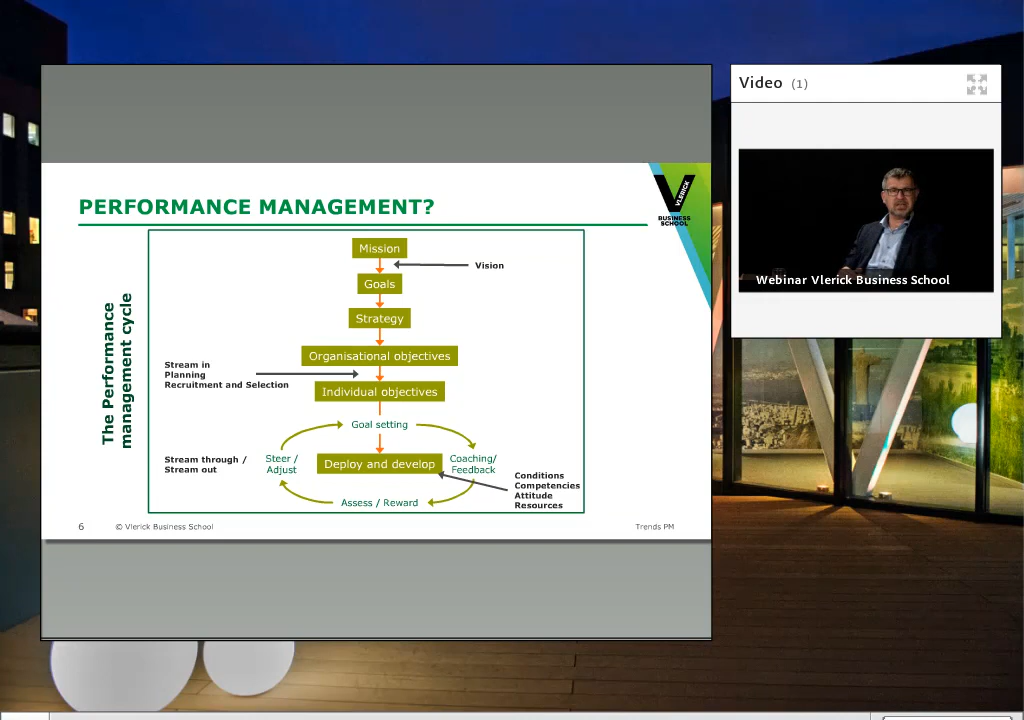 Video (1)
PERFORMANCE MANAGEMENT?
VLERICK
BUSINESS
SCHOOL
The Performance
management cycle
Mission
Vision
Goals
Strategy
Organisational objectives
Stream in
Planning
Recruitment and Selection
Individual objectives
Goal setting
Stream through /
Stream out
Steer /
Adjust
Deploy and develop
Coaching/
Feedback
Conditions
Competencies
Attitude
Resources
Assess / Reward
6 © Vlerick Business School Trends PM
Webinar Vlerick Business School